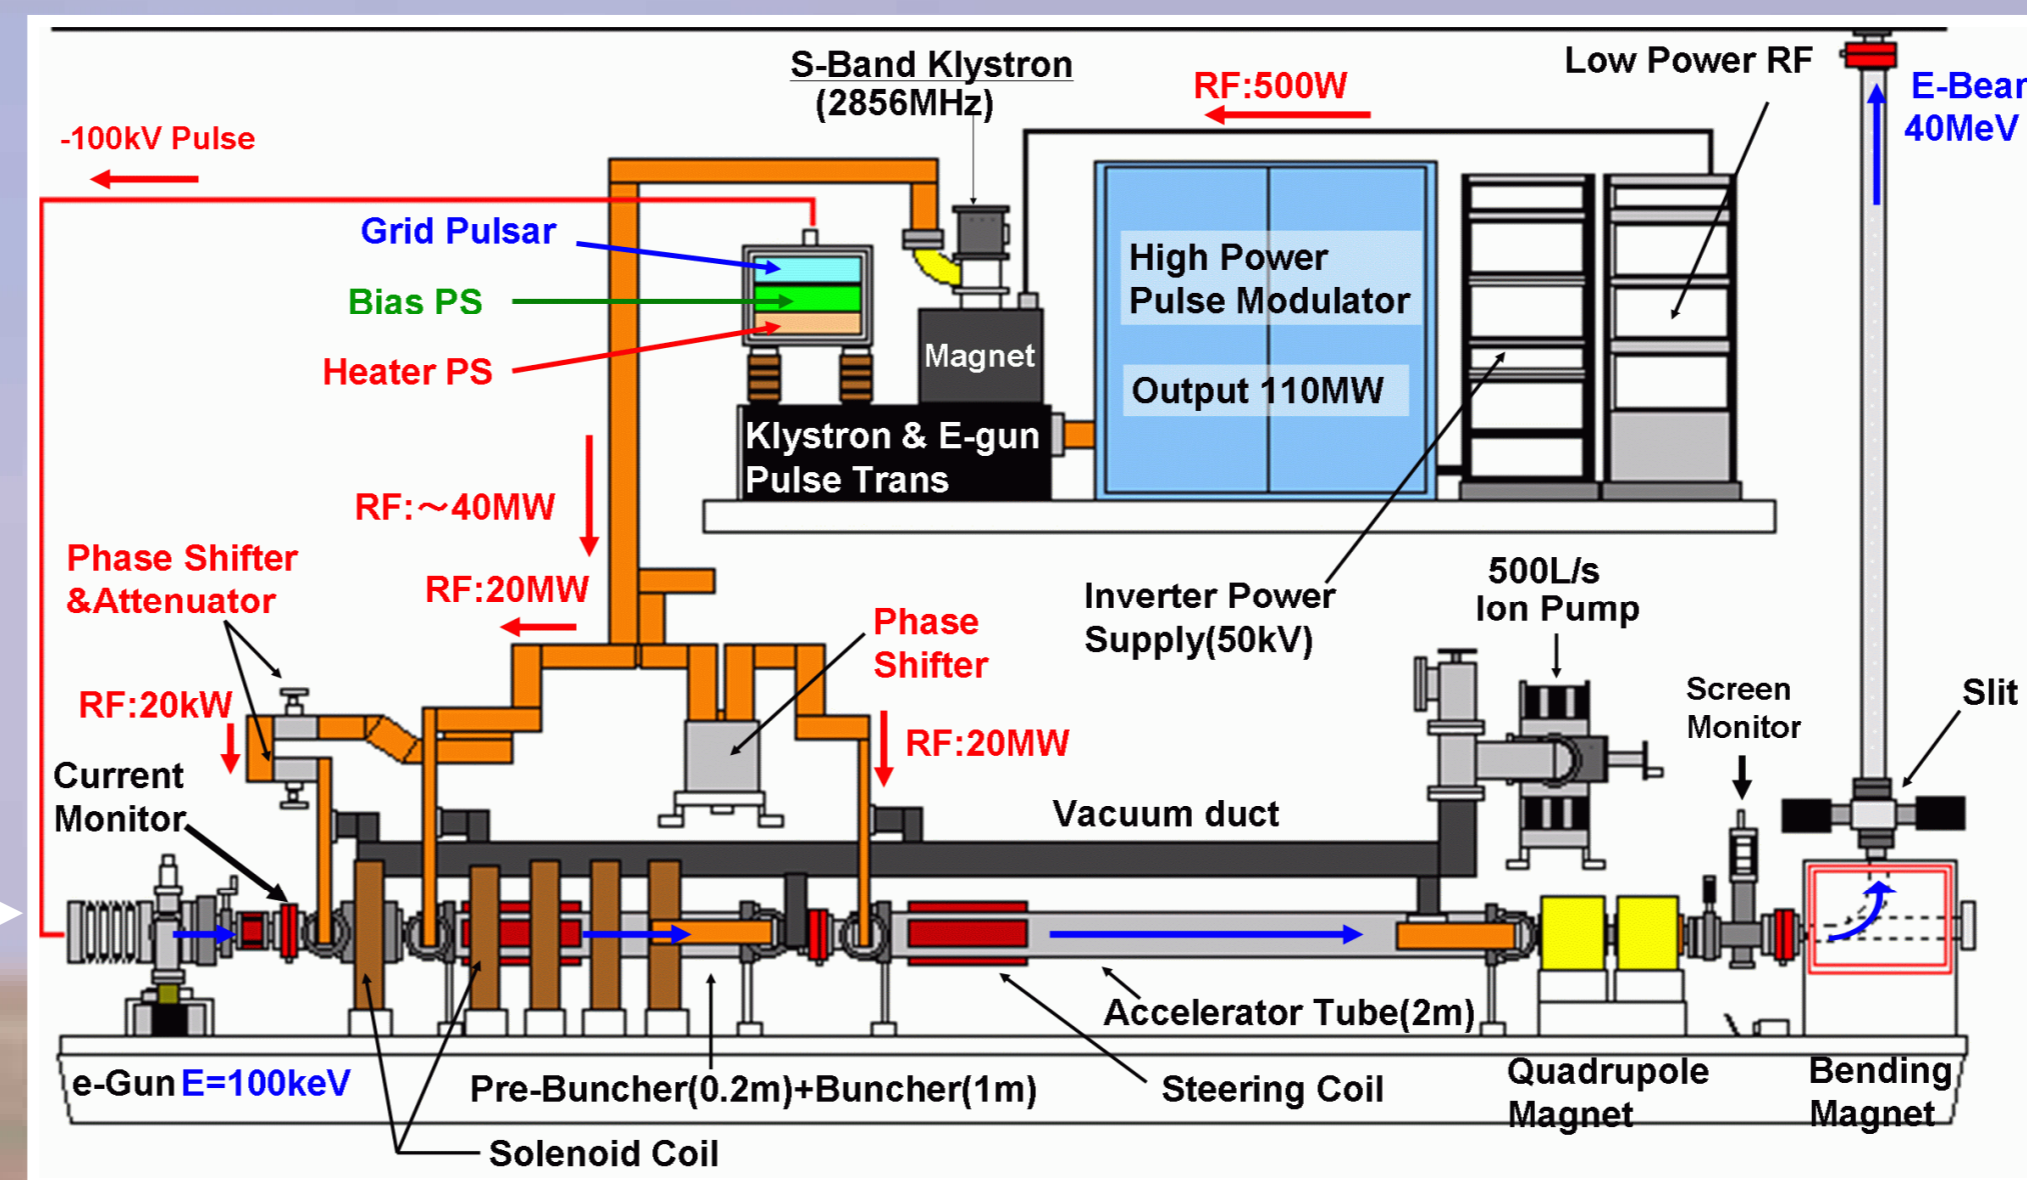 S-Band Klystron
(2856MHz)
RF:500W
Low Power RF
E-Bear
40MeV
-100kV Pulse
Grid Pulsar
Bias PS
Heater PS
High Power
Pulse Modulator
Output 110MW
Magnet
Klystron & E-gun
Pulse Trans
RF:～40MW
Phase Shifter
&Attenuator
RF:20MW
Phase
Shifter
Inverter Power
Supply(50kV)
500L/s
Ion Pump
RF:20kW
RF:20MW
Screen
Monitor
Slit
Current
Monitor
Vacuum duct
Accelerator Tube(2m)
e-Gun E=100keV
Pre-Buncher(0.2m)+Buncher(1m)
Steering Coil
Quadrupole
Magnet
Bending
Magnet
Solenoid Coil